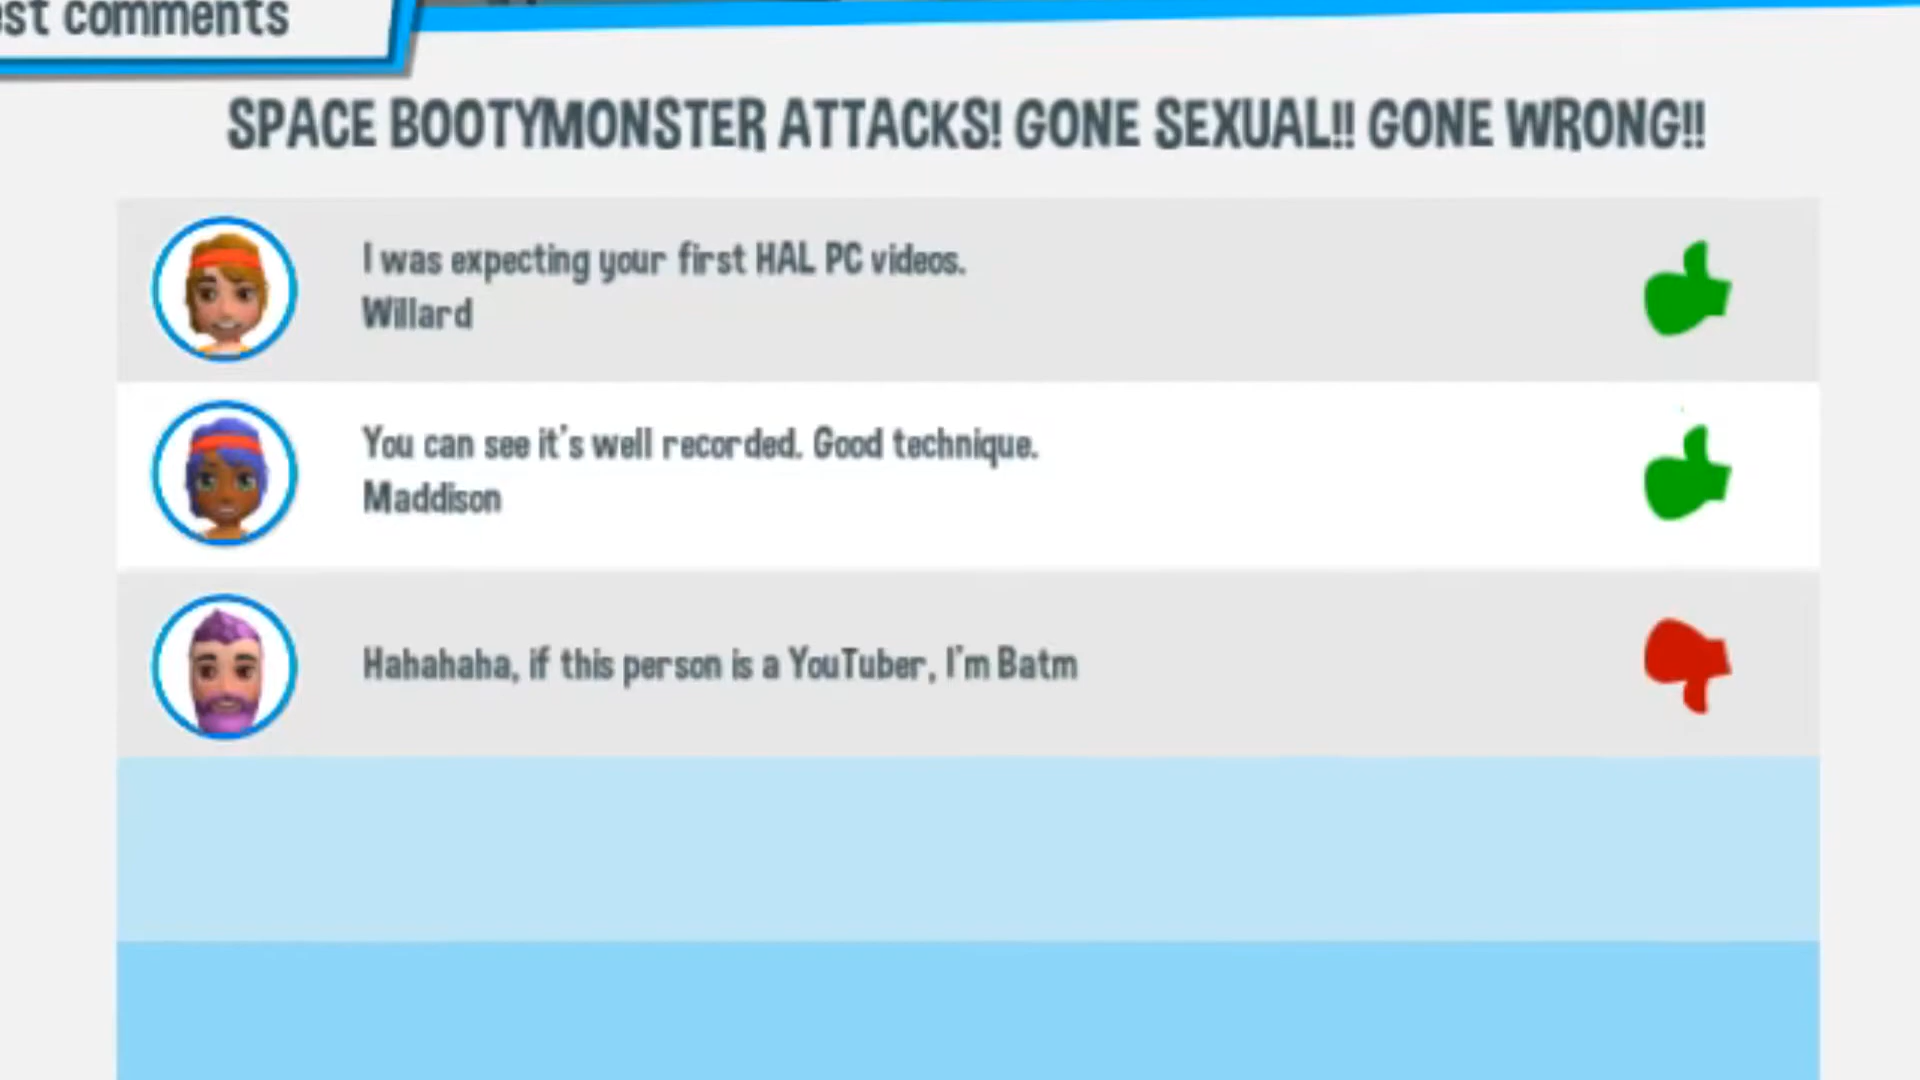 comments
SPACE BOOTYMONSTER ATTACKS! GONE SEXUAL!! GONE WRONG!!
I was expecting your first HAL PC videos.
Willard
You can see it's well recorded. Good technique.
Maddison
Hahahaha, if this person is a YouTuber, I'm Batm